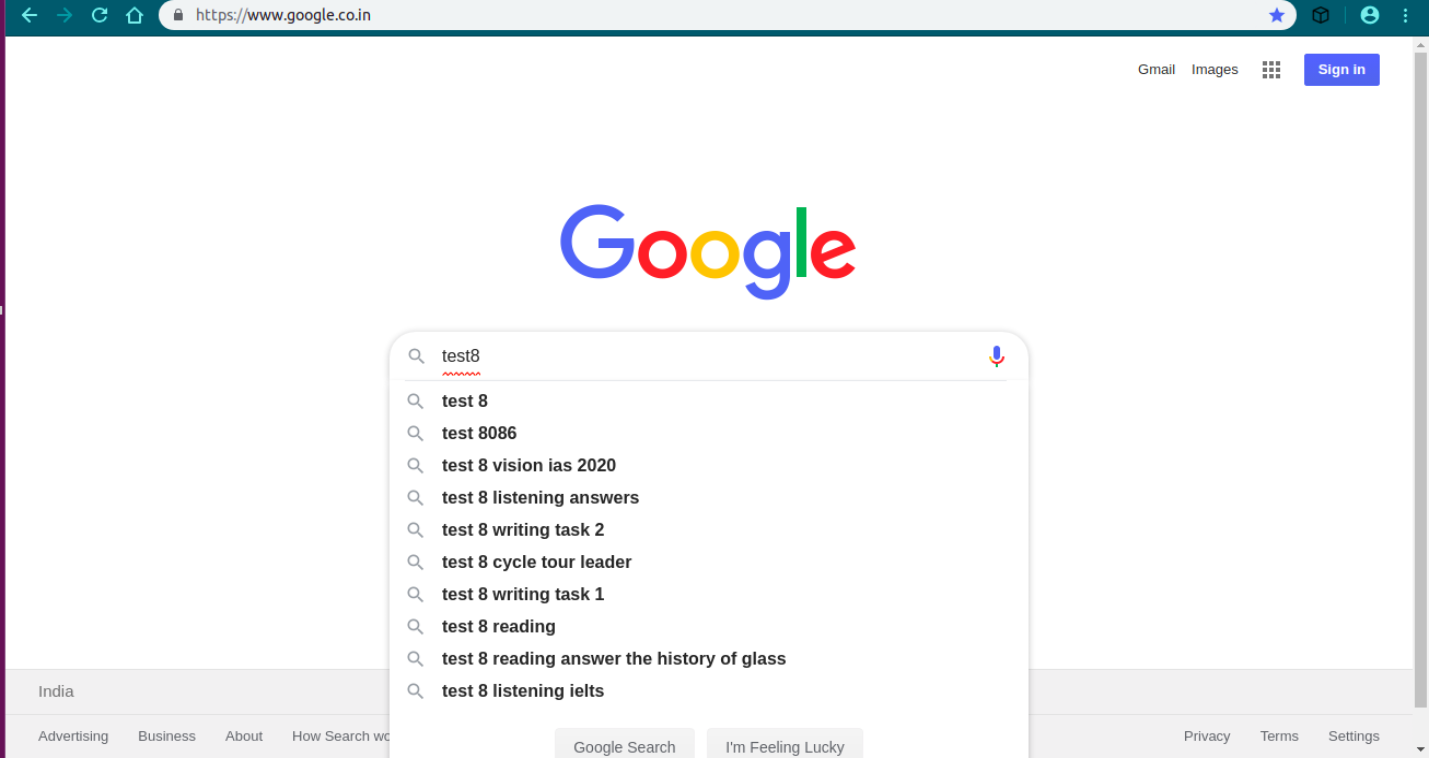 https://www.google.co.in
Gmail Images Sign in
Google
test8
test 8
test 8086
test 8 vision ias 2020
test 8 listening answers
test 8 writing task 2
test 8 cycle tour leader
test 8 writing task 1
test 8 reading
test 8 reading answer the history of glass
test 8 listening ielts
India
Advertising Business About How Search wo Privacy Terms Settings
Google Search I'm Feeling Lucky